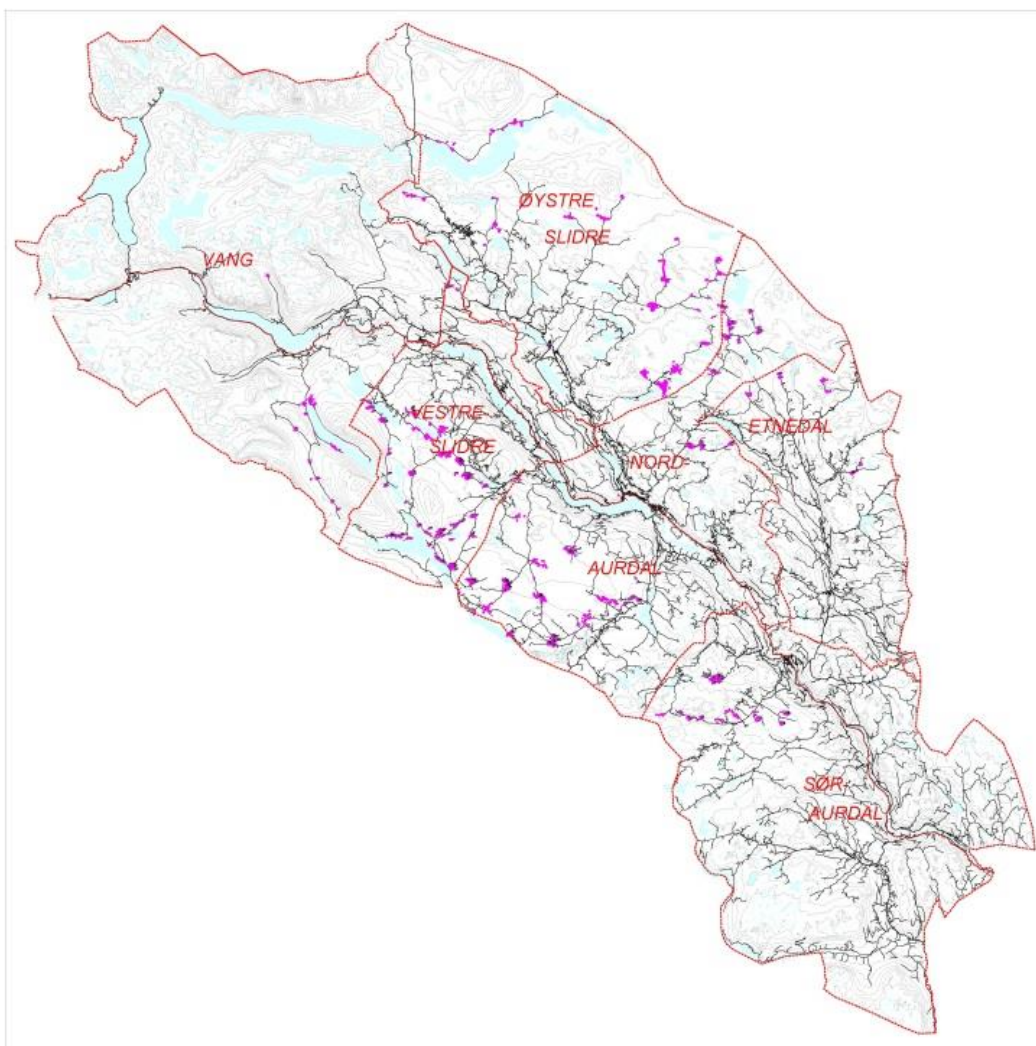 ØYSTRE
SLIDRE
VANG
VESTRE
SLIDRE
ETNEDAL
NORD-
AURDAL
SØR-
AURDAL